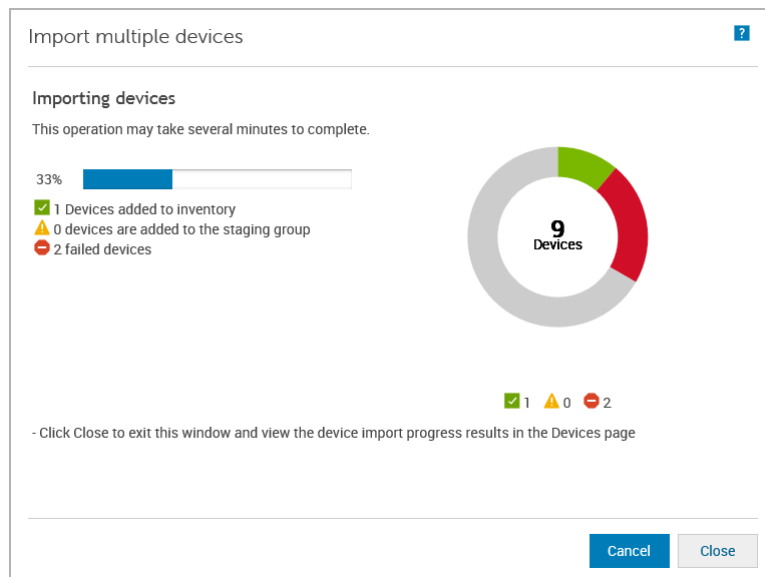 Import multiple devices
?
Importing devices
This operation may take several minutes to complete.
33%
1 Devices added to inventory
0 devices are added to the staging group
2 failed devices
9
Devices
1 0 2
- Click Close to exit this window and view the device import progress results in the Devices page
Cancel Close